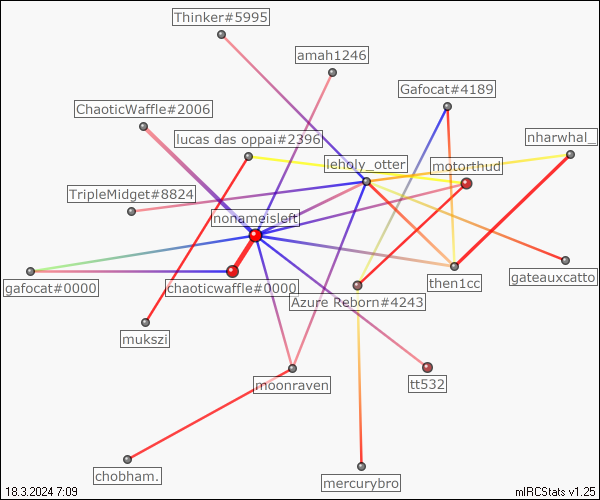 Thinker#5995
amah1246
Gafocat#4189
ChaoticWaffle#2006
lucas das oppai#2396
nharwhal_
leholy_otter
motorthud
TripleMidget#8824
nonameisleft
gafocat#0000
chaoticwaffle#0000
then1cc
gateauxcatto
Azure Reborn#4243
mukszi
moonraven
tt532
chobham.
mercurybro
18.3.2024 7:09
mIRCStats v1.25